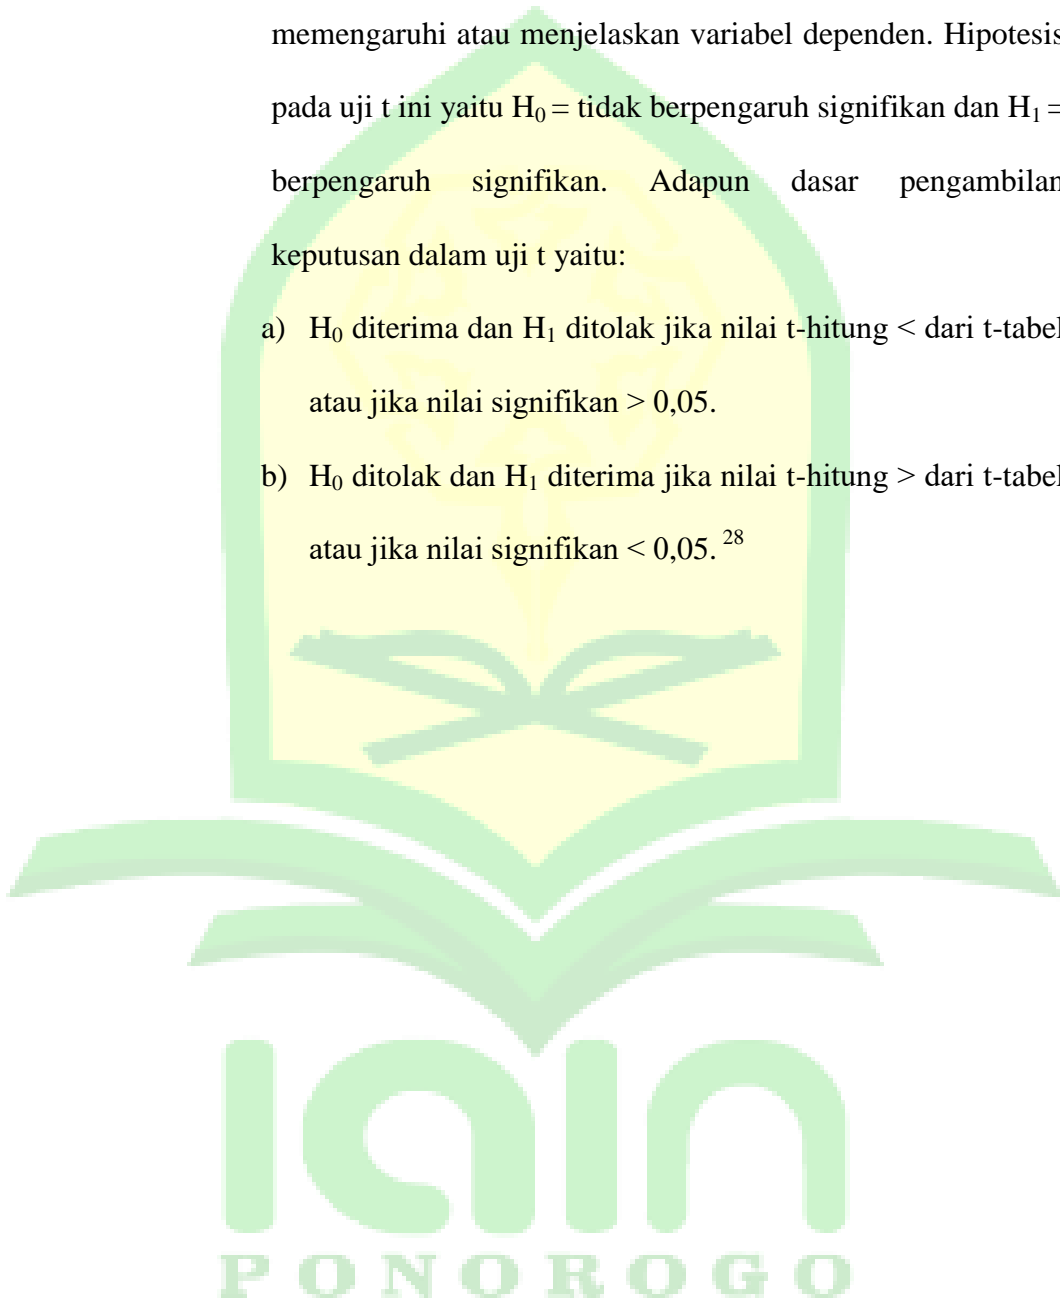 memengaruhi atau menjelaskan variabel dependen. Hipotesis
pada uji t ini yaitu H₀ = tidak berpengaruh signifikan dan H₁ =
berpengaruh signifikan. Adapun dasar pengambilan
keputusan dalam uji t yaitu:
a) H₀ diterima dan H₁ ditolak jika nilai t-hitung < dari t-tabel
atau jika nilai signifikan > 0,05.
b) H₀ ditolak dan H₁ diterima jika nilai t-hitung > dari t-tabel
atau jika nilai signifikan < 0,05. ²⁸
iain
PONOROGO